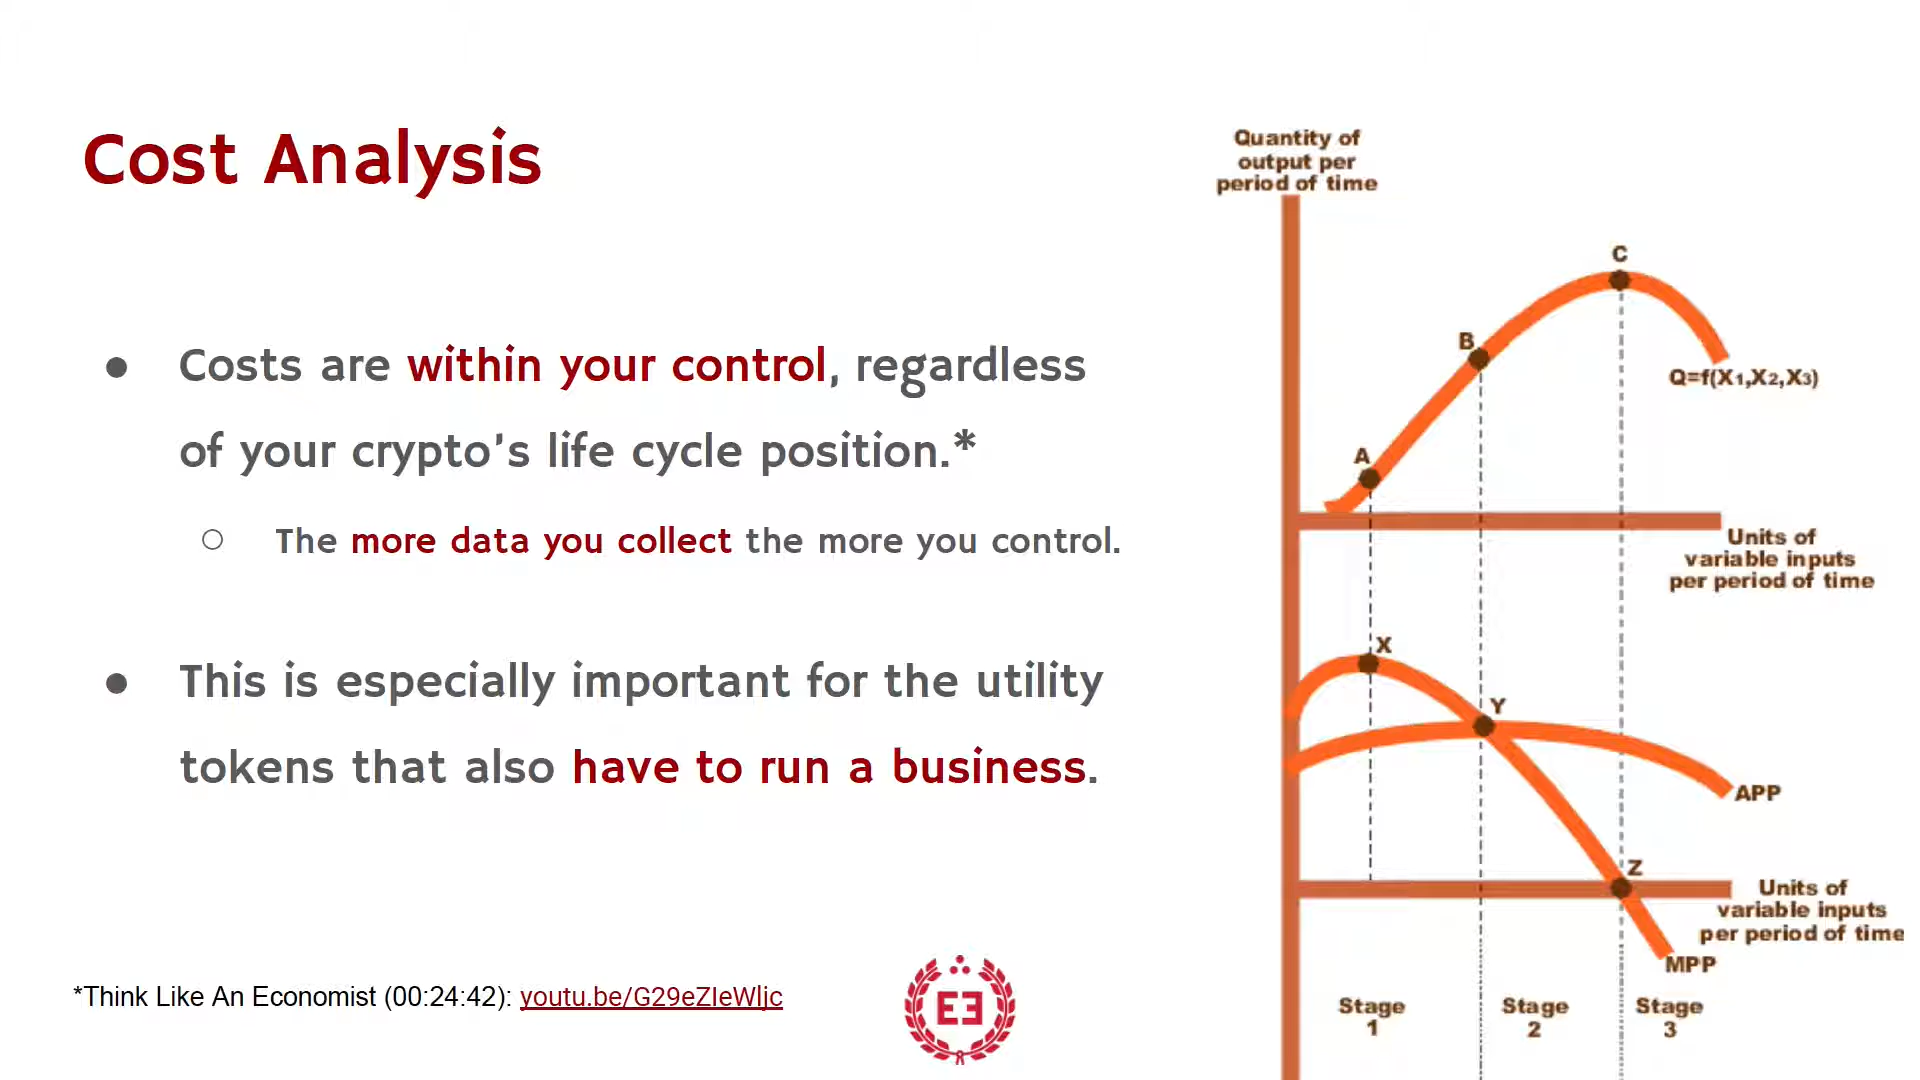 Cost Analysis
● Costs are within your control, regardless
of your crypto's life cycle position.*
○ The more data you collect the more you control.
● This is especially important for the utility
tokens that also have to run a business.
*Think Like An Economist (00:24:42): youtu.be/G29eZIeWljc
E3
Quantity of
output per
period of time
C
B
Q=f(X1,X2,X3)
A
Units of
variable inputs
per period of time
X
Y
APP
Z
Units of
variable inputs
per period of time
MPP
Stage
1
Stage
2
Stage
3